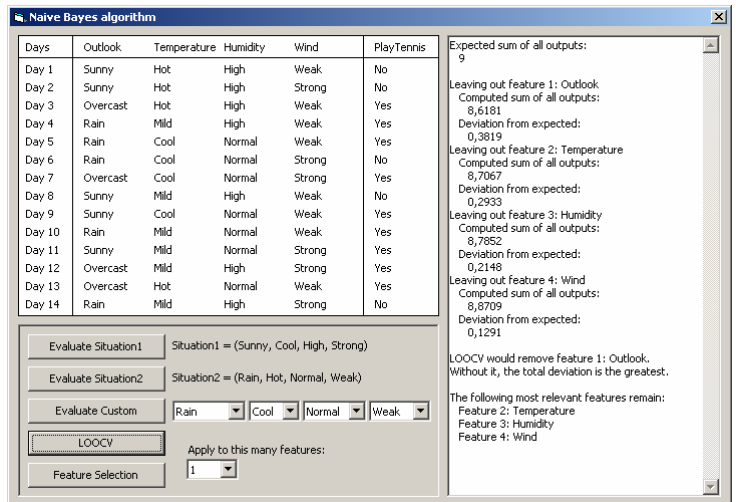 Naive Bayes algorithm
Days Outlook Temperature Humidity Wind PlayTennis
Day 1 Sunny Hot High Weak No
Day 2 Sunny Hot High Strong No
Day 3 Overcast Hot High Weak Yes
Day 4 Rain Mild High Weak Yes
Day 5 Rain Cool Normal Weak Yes
Day 6 Rain Cool Normal Strong No
Day 7 Overcast Cool Normal Strong Yes
Day 8 Sunny Mild High Weak No
Day 9 Sunny Cool Normal Weak Yes
Day 10 Rain Mild Normal Weak Yes
Day 11 Sunny Mild Normal Strong Yes
Day 12 Overcast Mild High Strong Yes
Day 13 Overcast Hot Normal Weak Yes
Day 14 Rain Mild High Strong No
Evaluate Situation1 Situation1 = (Sunny, Cool, High, Strong)
Evaluate Situation2 Situation2 = (Rain, Hot, Normal, Weak)
Evaluate Custom Rain Cool Normal Weak
LOOCV
Apply to this many features:
1
Feature Selection
Expected sum of all outputs:
9
Leaving out feature 1: Outlook
Computed sum of all outputs:
8,6181
Deviation from expected:
0,3819
Leaving out feature 2: Temperature
Computed sum of all outputs:
8,7067
Deviation from expected:
0,2933
Leaving out feature 3: Humidity
Computed sum of all outputs:
8,7852
Deviation from expected:
0,2148
Leaving out feature 4: Wind
Computed sum of all outputs:
8,8709
Deviation from expected:
0,1291
LOOCV would remove feature 1: Outlook.
Without it, the total deviation is the greatest.
The following most relevant features remain:
Feature 2: Temperature
Feature 3: Humidity
Feature 4: Wind